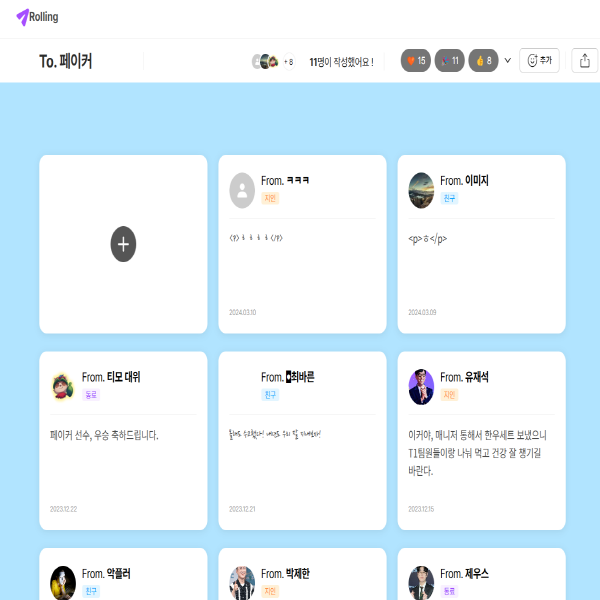 Rolling
To. 페이커
+8
11명이 작성했어요!
15
11
8
추가
From. ㅋㅋㅋ
지인
<p>ㅎㅎㅎㅎ</p>
2024.03.10
From. 이미지
친구
<p>ㅎ</p>
2024.03.09
From. 티모 대위
동료
페이커 선수, 우승 축하드립니다.
2023.12.22
From. 최바른
친구
2023.12.21
From. 유재석
지인
이커야, 매니저 통해서 한우세트 보냈으니
T1팀원들이랑 나눠 먹고 건강 잘 챙기길
바란다.
2023.12.15
From. 악플러
친구
From. 박제한
지인
From. 제우스
동료